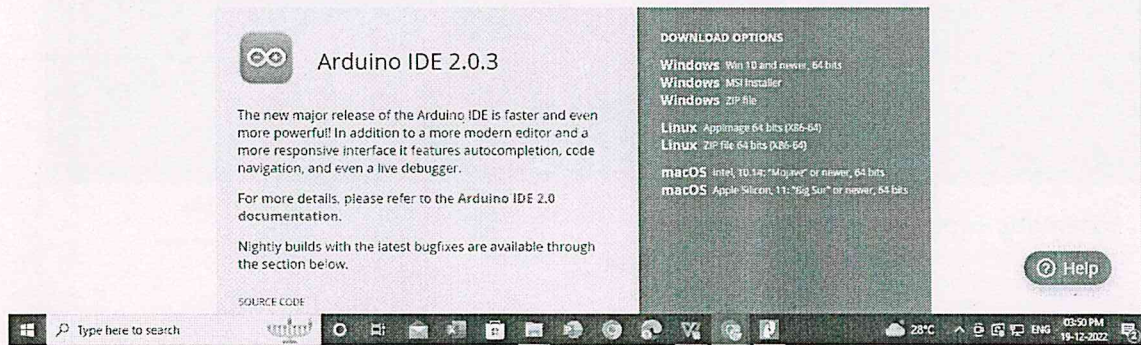 Arduino IDE 2.0.3
The new major release of the Arduino IDE is faster and even
more powerful! In addition to a more modern editor and a
more responsive interface it features autocompletion, code
navigation, and even a live debugger.
For more details, please refer to the Arduino IDE 2.0
documentation.
Nightly builds with the latest bugfixes are available through
the section below.
SOURCE CODE
DOWNLOAD OPTIONS
Windows Win 10 and newer, 64 bits
Windows MSI installer
Windows ZIP file
Linux AppImage 64 bits (X86-64)
Linux ZIP file 64 bits (X86-64)
macOS Intel, 10.14: "Mojave" or newer, 64 bits
macOS Apple Silicon, 11: "Big Sur" or newer, 64 bits
Help
Type here to search
28°C
ENG
03:50 PM
19-12-2022